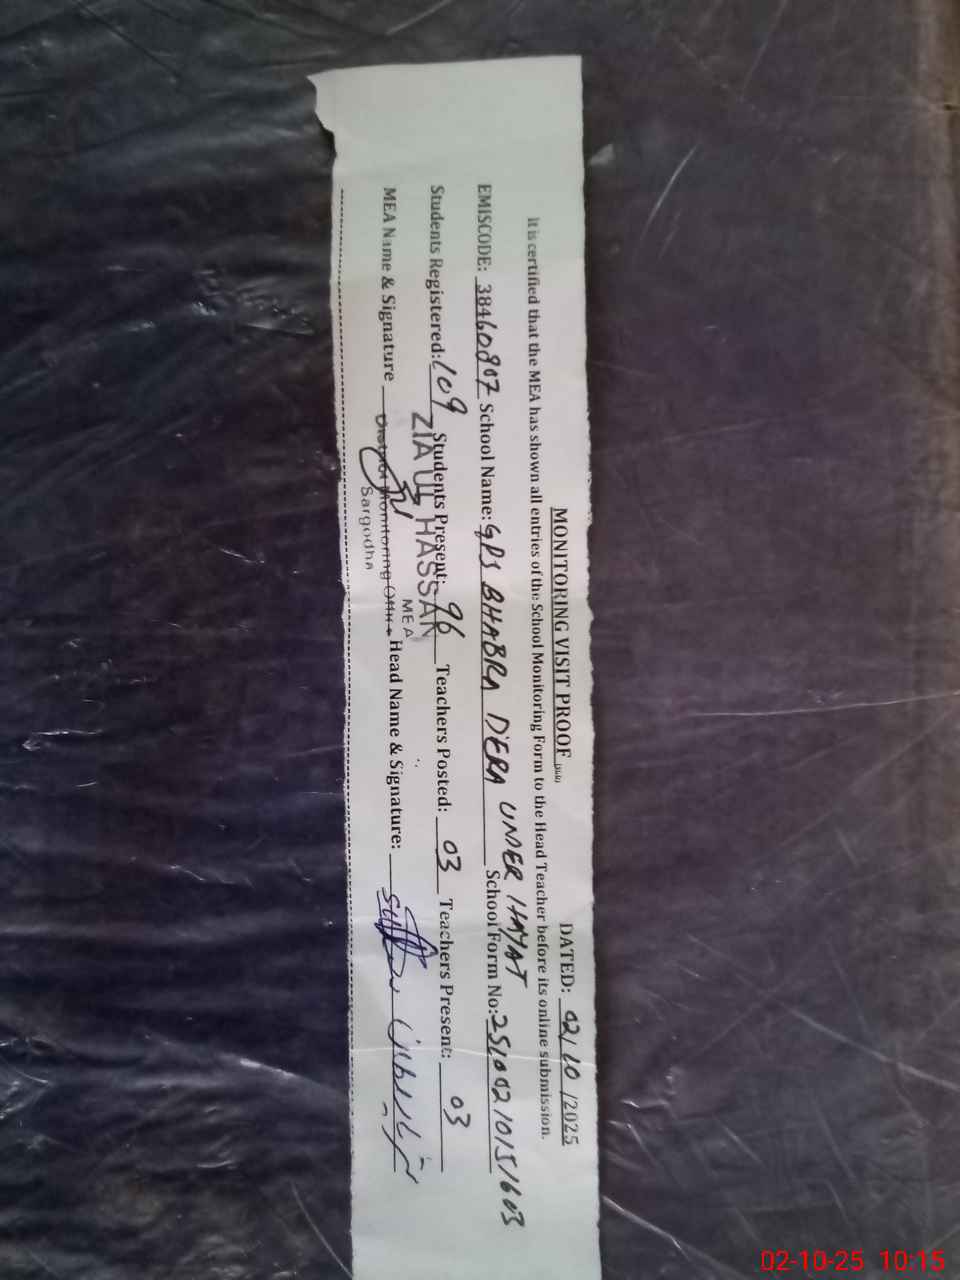 MONITORING VISIT PROOF
DATED: 02/10/2025
It is certified that the MEA has shown all entries of the School Monitoring Form to the Head Teacher before its online submission.
EMISCODE: 38460807 School Name: GPS BHABRA DERA UMER HAYAT School Form No: 25100210151603
Students Registered: 109 Students Present: 96 Teachers Posted: 03 Teachers Present: 03
ZIA UL HASSAN
MEA
MEA Name & Signature Head Name & Signature:
District Monitoring Office
Sargodha
02-10-25 10:15